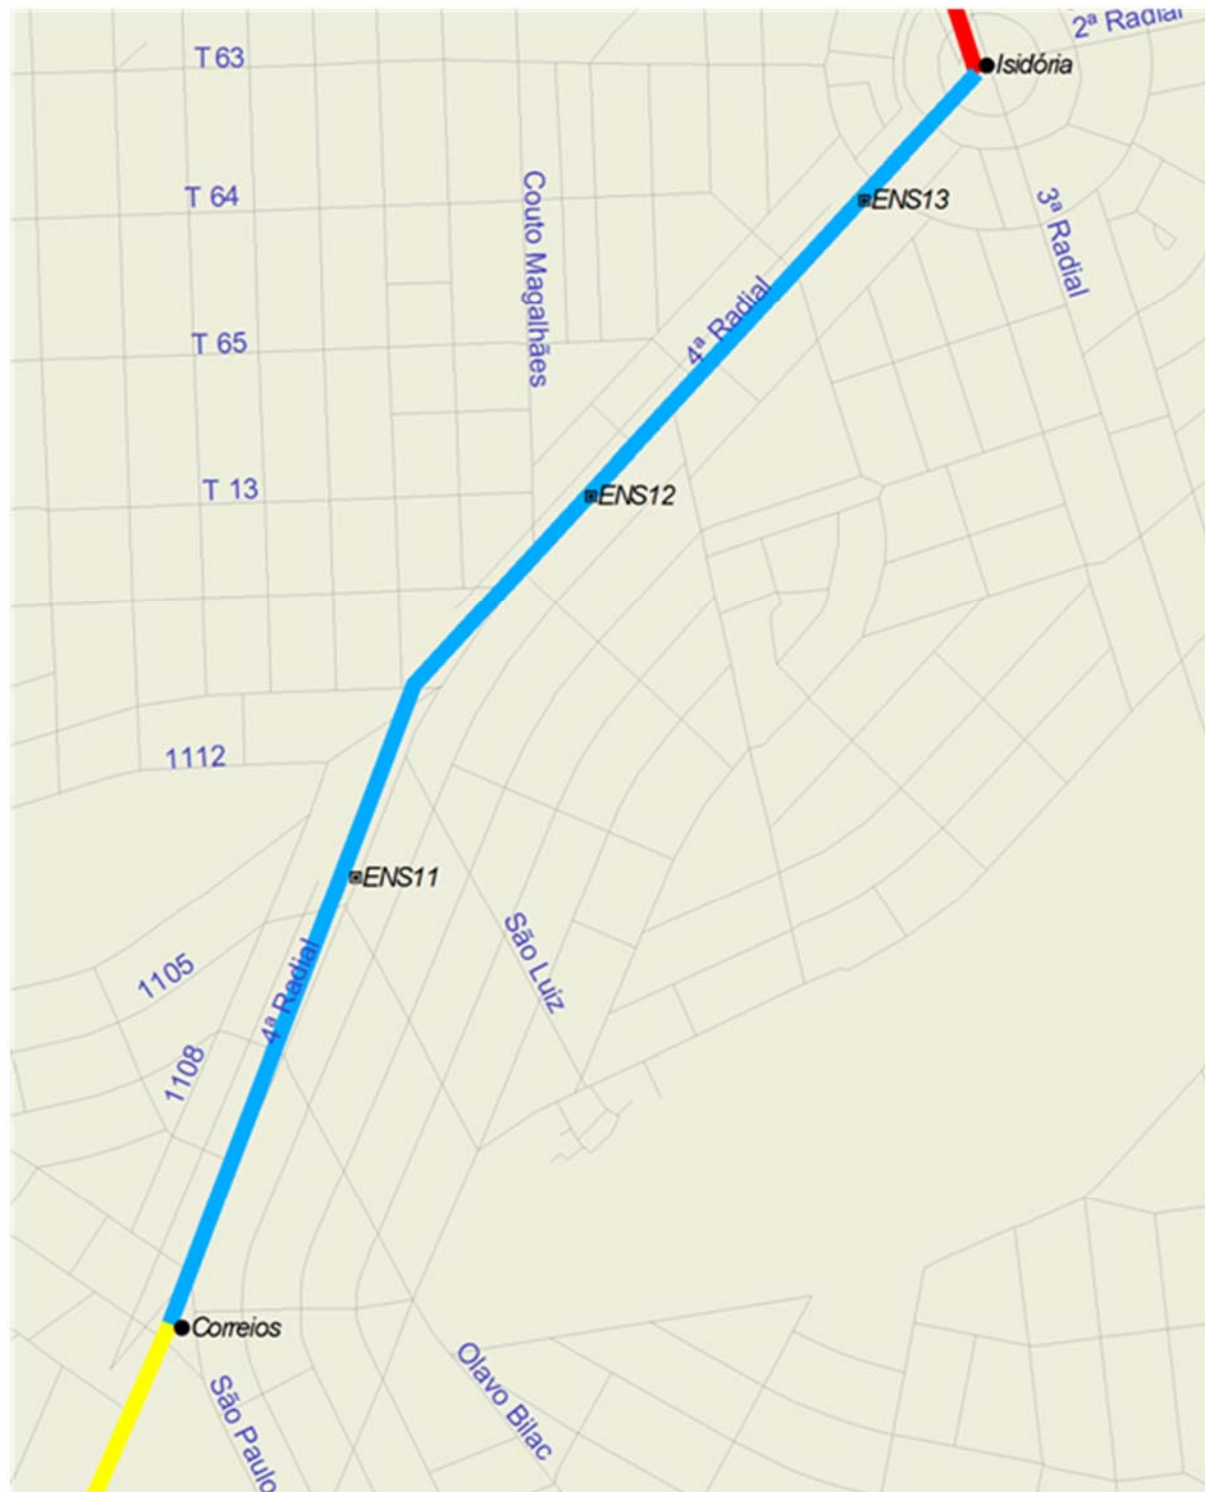 2ª Radial
T 63
Isidória
T 64
Couto Magalhães
ENS13
3ª Radial
4ª Radial
T 65
T 13
ENS12
1112
ENS11
São Luiz
1105
4ª Radial
1108
Correios
São Paulo
Olavo Bilac